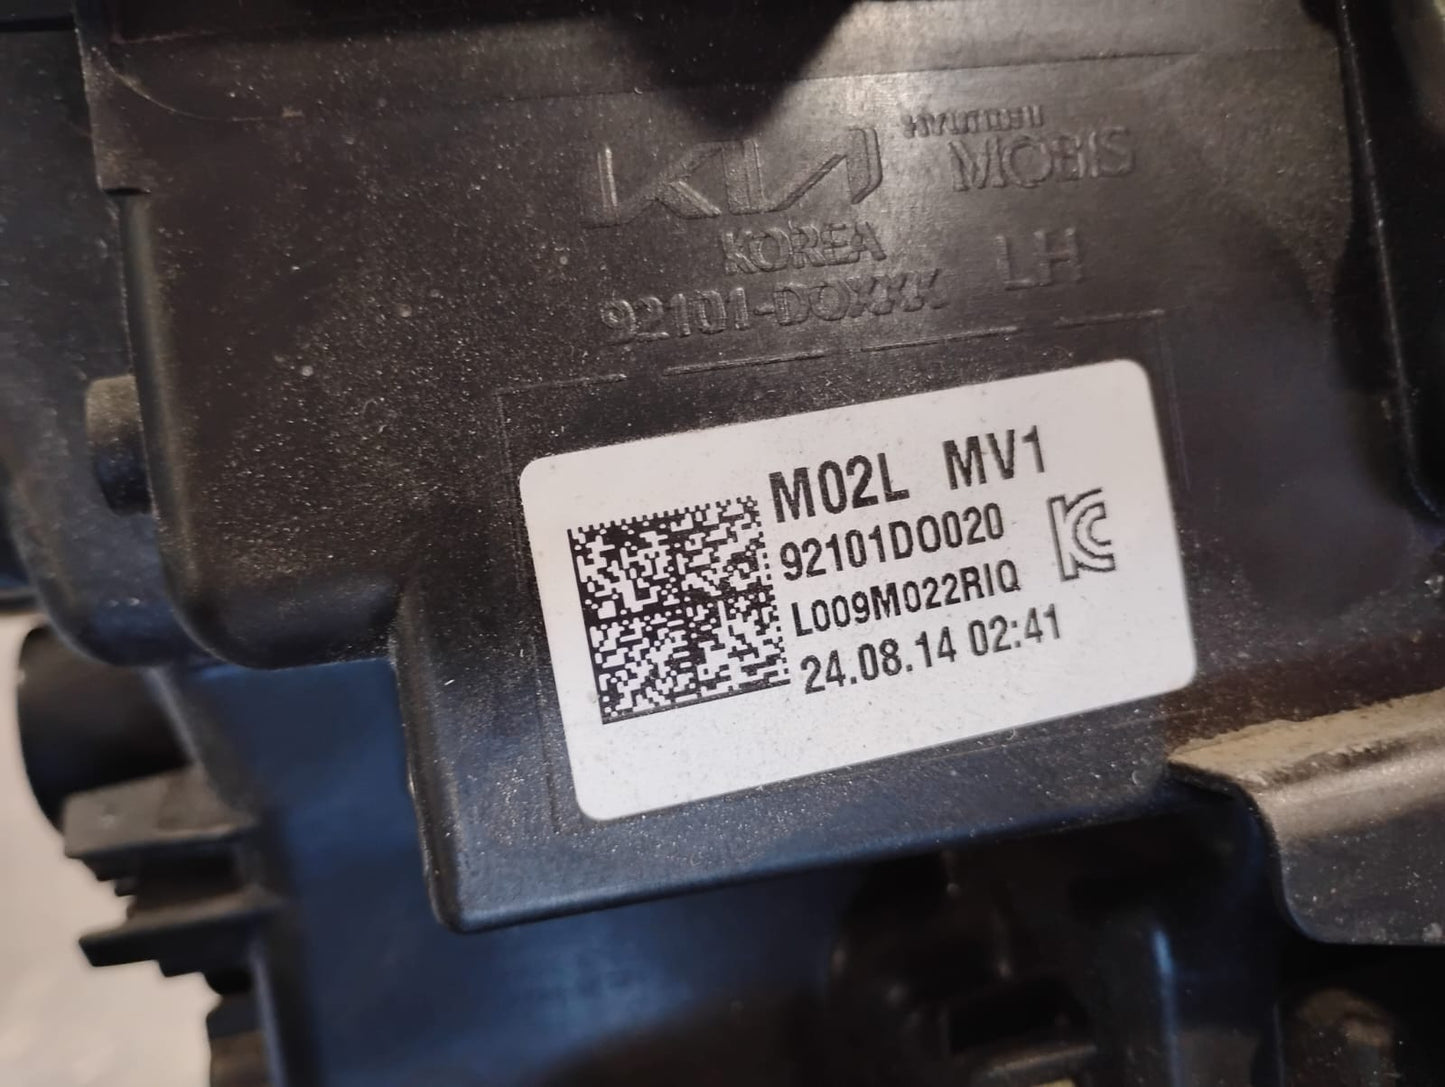 KIA HYUNDAI
MOBIS
KOREA LH
92101-DOXXX
M02L MV1
92101DO020
L009M022RIQ
24.08.14 02:41